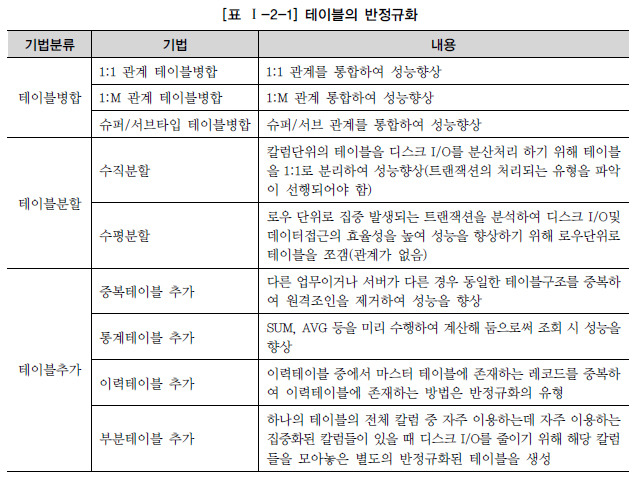 [표 Ⅰ-2-1] 테이블의 반정규화
기법분류 기법 내용
테이블병합
1:1 관계 테이블병합 1:1 관계를 통합하여 성능향상
1:M 관계 테이블병합 1:M 관계 통합하여 성능향상
슈퍼/서브타입 테이블병합 슈퍼/서브 관계를 통합하여 성능향상
테이블분할
수직분할
칼럼단위의 테이블을 디스크 I/O를 분산처리 하기 위해 테이블
을 1:1로 분리하여 성능향상(트랜잭션의 처리되는 유형을 파악
이 선행되어야 함)
수평분할
로우 단위로 집중 발생되는 트랜잭션을 분석하여 디스크 I/O및
데이터접근의 효율성을 높여 성능을 향상하기 위해 로우단위로
테이블을 쪼갬(관계가 없음)
테이블추가
중복테이블 추가
다른 업무이거나 서버가 다른 경우 동일한 테이블구조를 중복하
여 원격조인을 제거하여 성능을 향상
통계테이블 추가
SUM, AVG 등을 미리 수행하여 계산해 둠으로써 조회 시 성능을
향상
이력테이블 추가
이력테이블 중에서 마스터 테이블에 존재하는 레코드를 중복하
여 이력테이블에 존재하는 방법은 반정규화의 유형
부분테이블 추가
하나의 테이블의 전체 칼럼 중 자주 이용하는데 자주 이용하는
집중화된 칼럼들이 있을 때 디스크 I/O를 줄이기 위해 해당 칼럼
들을 모아놓은 별도의 반정규화된 테이블을 생성